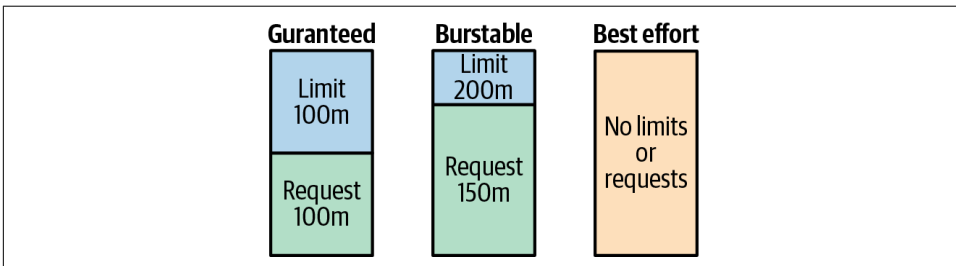 Guranteed
Limit
100m
Request
100m
Burstable
Limit
200m
Request
150m
Best effort
No limits
or
requests